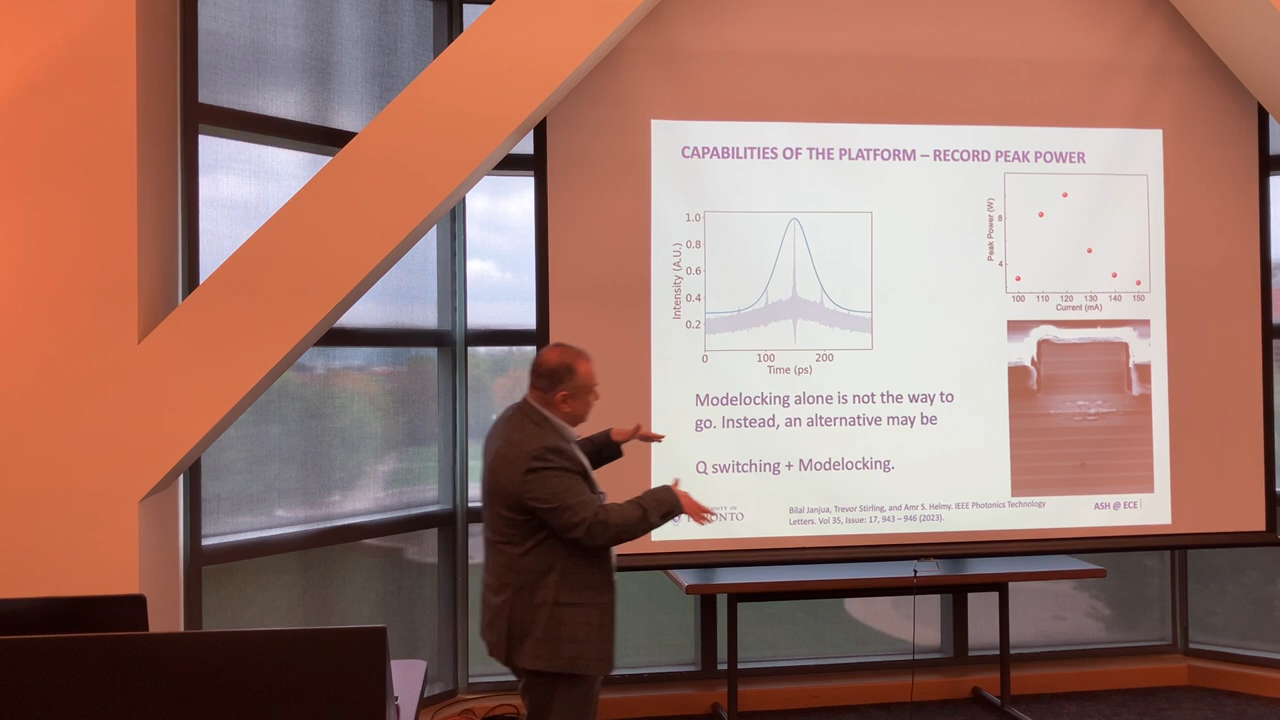 CAPABILITIES OF THE PLATFORM – RECORD PEAK POWER
1.0
0.8
0.6
0.4
0.2
Intensity (A.U.)
0
100
200
Time (ps)
8
4
Peak Power (W)
100
110
120
130
140
150
Current (mA)
Modelocking alone is not the way to
go. Instead, an alternative may be
Q switching + Modelocking.
Bilal Janjua, Trevor Stirling, and Amr S. Helmy. IEEE Photonics Technology
Letters. Vol 35, Issue: 17, 943 – 946 (2023).
ASH @ ECE